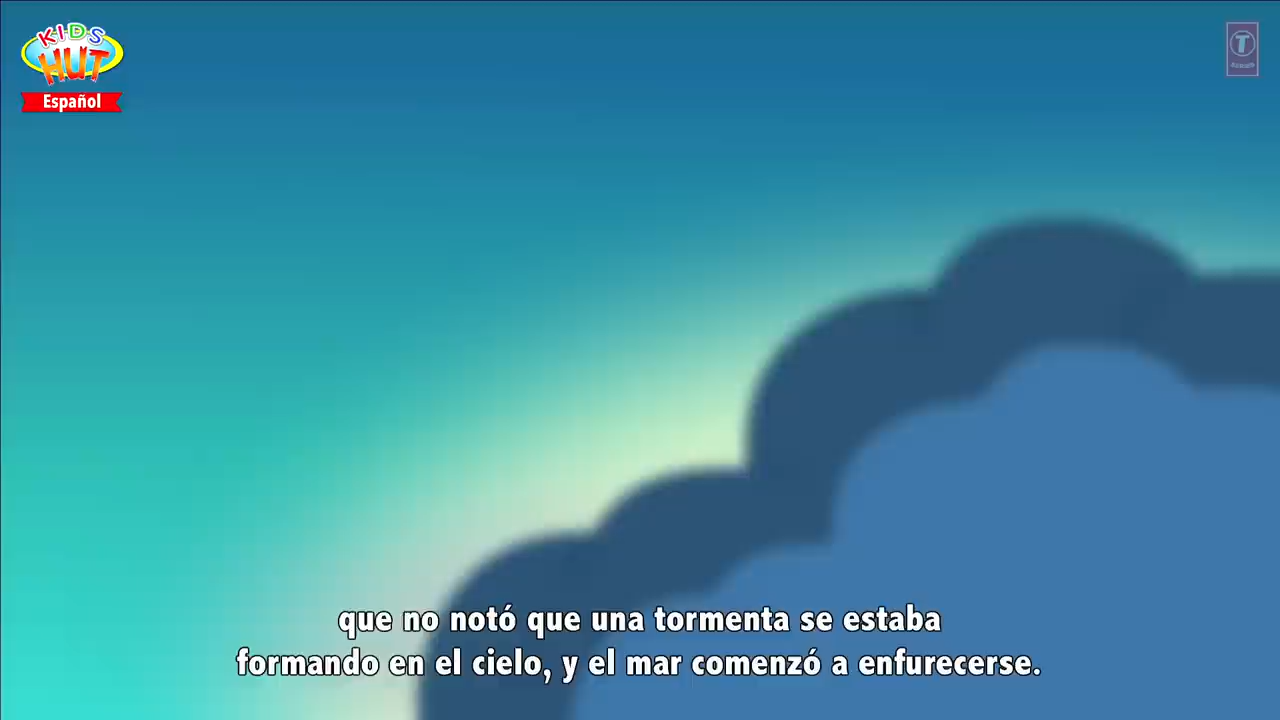 KIDS
HUT
Español
T
que no notó que una tormenta se estaba
formando en el cielo, y el mar comenzó a enfurecerse.